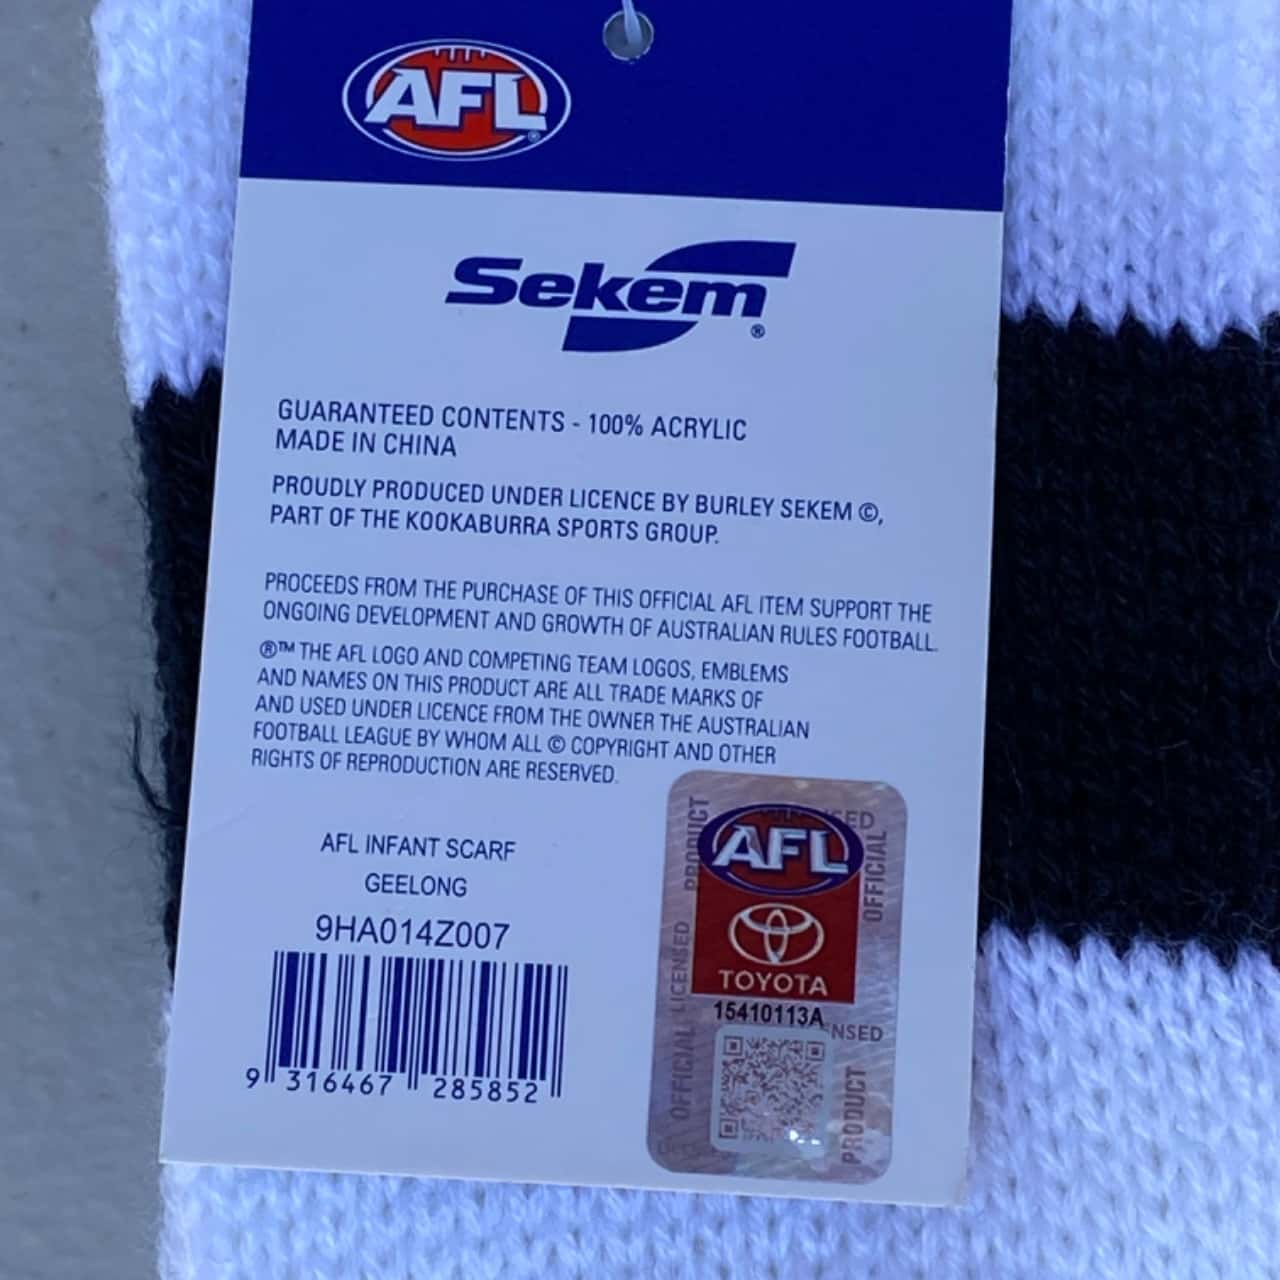 AFL
®
Sekem
®
GUARANTEED CONTENTS - 100% ACRYLIC
MADE IN CHINA
PROUDLY PRODUCED UNDER LICENCE BY BURLEY SEKEM ©,
PART OF THE KOOKABURRA SPORTS GROUP.
PROCEEDS FROM THE PURCHASE OF THIS OFFICIAL AFL ITEM SUPPORT THE
ONGOING DEVELOPMENT AND GROWTH OF AUSTRALIAN RULES FOOTBALL.
®™ THE AFL LOGO AND COMPETING TEAM LOGOS, EMBLEMS
AND NAMES ON THIS PRODUCT ARE ALL TRADE MARKS OF
AND USED UNDER LICENCE FROM THE OWNER THE AUSTRALIAN
FOOTBALL LEAGUE BY WHOM ALL © COPYRIGHT AND OTHER
RIGHTS OF REPRODUCTION ARE RESERVED.
AFL INFANT SCARF
GEELONG
9HA014Z007
9 316467 285852
AFL
TOYOTA
15410113A
OFFICIAL LICENSED PRODUCT
OFFICIAL
PRODUCT